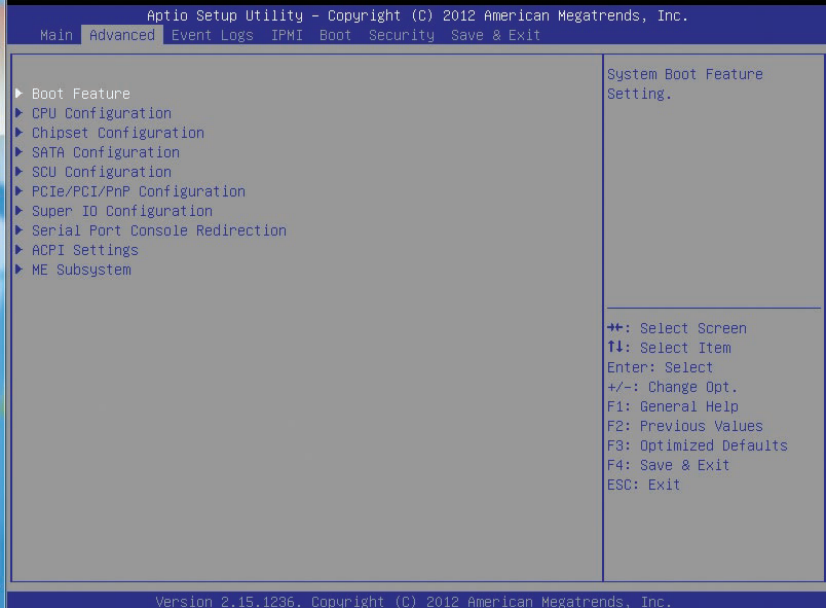 Aptio Setup Utility – Copyright (C) 2012 American Megatrends, Inc.
Main Advanced Event Logs IPMI Boot Security Save & Exit
Boot Feature
CPU Configuration
Chipset Configuration
SATA Configuration
SCU Configuration
PCIe/PCI/PnP Configuration
Super IO Configuration
Serial Port Console Redirection
ACPI Settings
ME Subsystem
System Boot Feature
Setting.
→←: Select Screen
↑↓: Select Item
Enter: Select
+/-: Change Opt.
F1: General Help
F2: Previous Values
F3: Optimized Defaults
F4: Save & Exit
ESC: Exit
Version 2.15.1236. Copyright (C) 2012 American Megatrends, Inc.